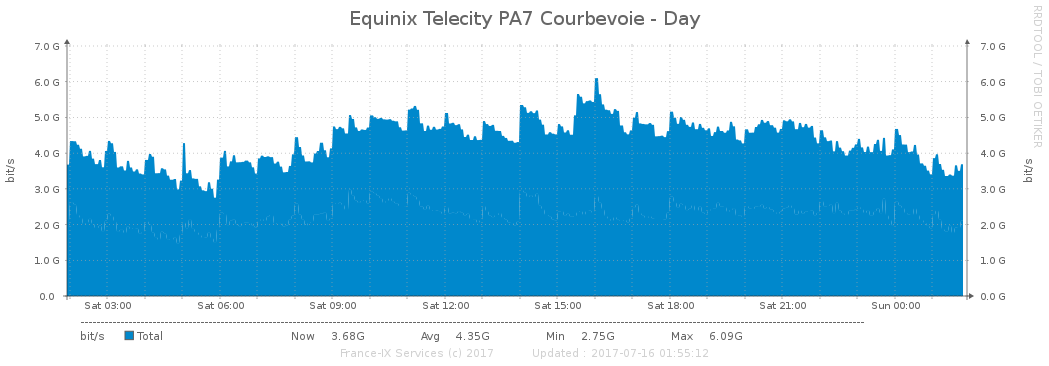 Equinix Telecity PA7 Courbevoie - Day
RRDTOOL / TOBI OETIKER
7.0 G 7.0 G
6.0 G 6.0 G
5.0 G 5.0 G
4.0 G 4.0 G
3.0 G 3.0 G
2.0 G 2.0 G
1.0 G 1.0 G
0.0 0.0 G
bit/s bit/s
Sat 03:00 Sat 06:00 Sat 09:00 Sat 12:00 Sat 15:00 Sat 18:00 Sat 21:00 Sun 00:00
bit/s Total Now 3.68G Avg 4.35G Min 2.75G Max 6.09G
France-IX Services (c) 2017 Updated : 2017-07-16 01:55:12